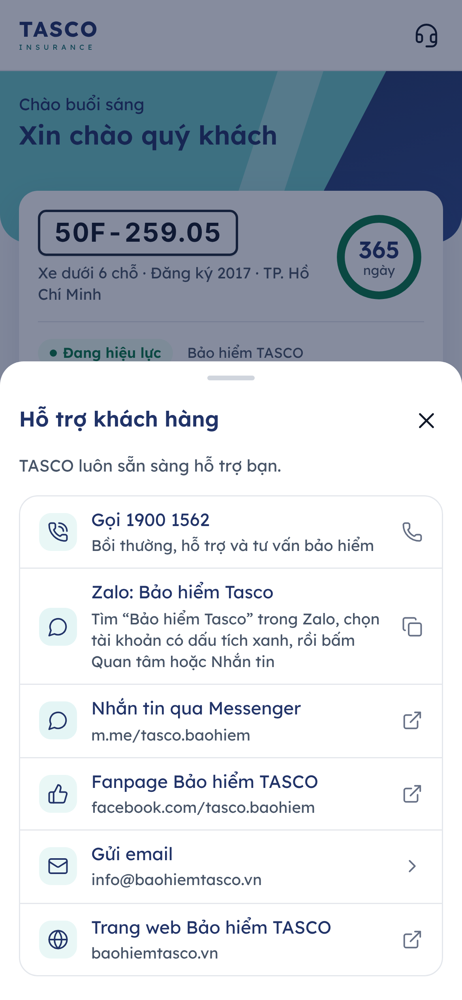 TASCO
INSURANCE
Chào buổi sáng
Xin chào quý khách
50F-259.05
365
ngày
Xe dưới 6 chỗ · Đăng ký 2017 · TP. Hồ
Chí Minh
Đang hiệu lực
Bảo hiểm TASCO
Hỗ trợ khách hàng
TASCO luôn sẵn sàng hỗ trợ bạn.
Gọi 1900 1562
Bồi thường, hỗ trợ và tư vấn bảo hiểm
Zalo: Bảo hiểm Tasco
Tìm “Bảo hiểm Tasco” trong Zalo, chọn
tài khoản có dấu tích xanh, rồi bấm
Quan tâm hoặc Nhắn tin
Nhắn tin qua Messenger
m.me/tasco.baohiem
Fanpage Bảo hiểm TASCO
facebook.com/tasco.baohiem
Gửi email
info@baohiemtasco.vn
Trang web Bảo hiểm TASCO
baohiemtasco.vn